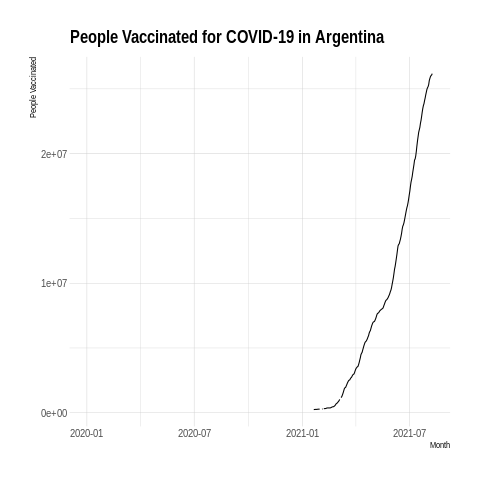 People Vaccinated for COVID-19 in Argentina
People Vaccinated
2e+07
1e+07
0e+00
2020-01 2020-07 2021-01 2021-07
Month